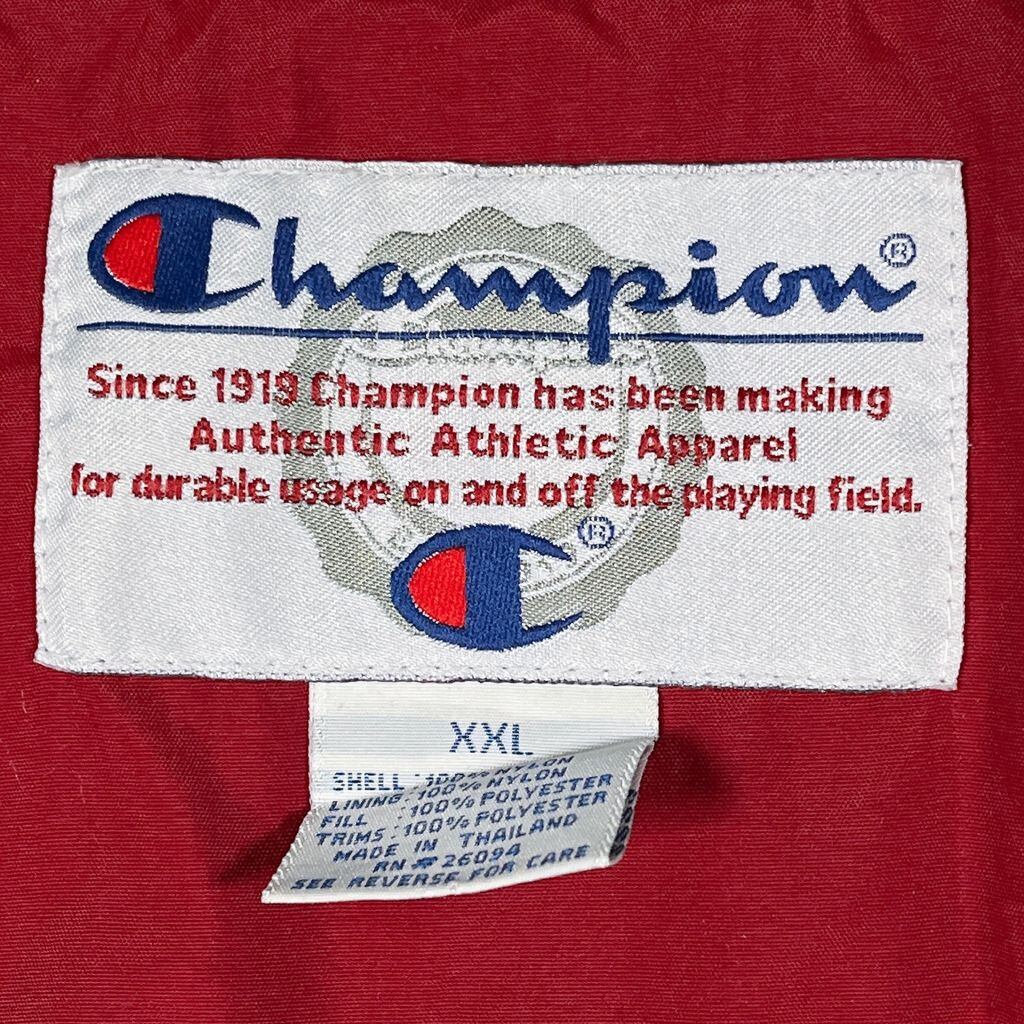 Champion®
Since 1919 Champion has been making
Authentic Athletic Apparel
for durable usage on and off the playing field.
®
XXL
SHELL : 100% NYLON
LINING : 100% NYLON
FILL : 100% POLYESTER
TRIMS : 100% POLYESTER
MADE IN THAILAND
RN # 26094
SEE REVERSE FOR CARE